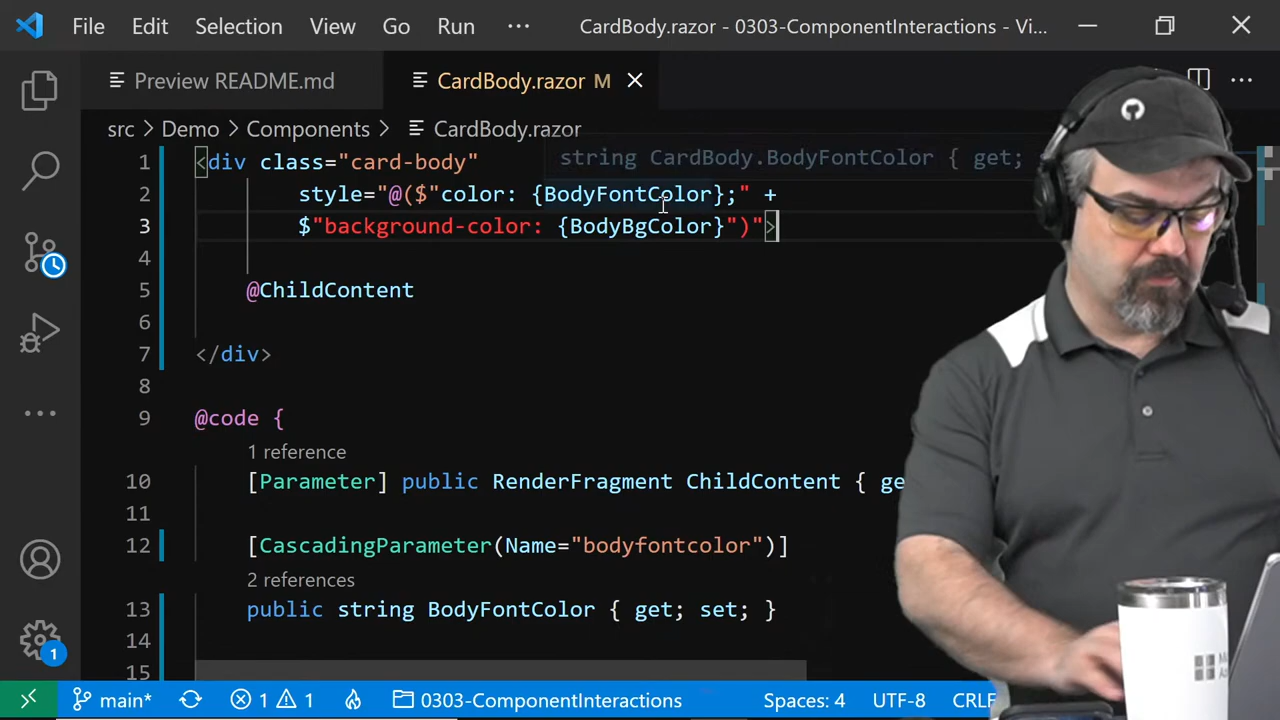 File Edit Selection View Go Run ··· CardBody.razor - 0303-ComponentInteractions - Vi...
Preview README.md CardBody.razor M
src > Demo > Components > CardBody.razor
1 <div class="card-body"
string CardBody.BodyFontColor { get;
2 style="@($"color: {BodyFontColor};" +
3 $"background-color: {BodyBgColor}")">
4
5 @ChildContent
6
7 </div>
8
9 @code {
1 reference
10 [Parameter] public RenderFragment ChildContent { ge
11
12 [CascadingParameter(Name="bodyfontcolor")]
2 references
13 public string BodyFontColor { get; set; }
14
15
1
main* 1 1 0303-ComponentInteractions Spaces: 4 UTF-8 CRLF